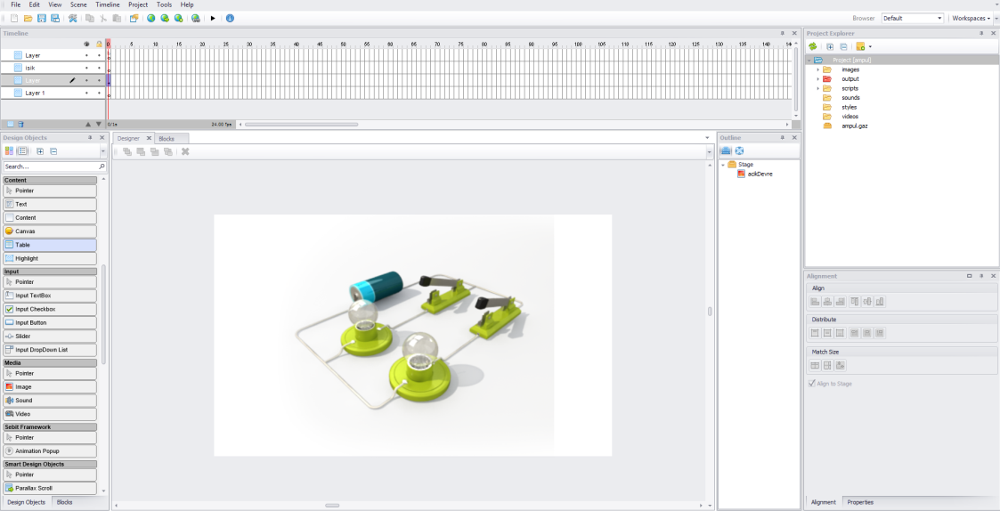 File Edit View Scene Timeline Project Tools Help
Browser Default Workspaces
Timeline
0 5 10 15 20 25 30 35 40 45 50 55 60 65 70 75 80 85 90 95 100 105 110 115 120 125 130 135 140
Layer
isik
Layer
Layer 1
0/1s 24.00 fps
Design Objects
Search...
Content
Pointer
Text
Content
Canvas
Table
Highlight
Input
Pointer
Input TextBox
Input Checkbox
Input Button
Slider
Input DropDown List
Media
Pointer
Image
Sound
Video
Sebit Framework
Pointer
Animation Popup
Smart Design Objects
Pointer
Parallax Scroll
Design Objects Blocks
Designer Blocks
Outline
Stage
acikDevre
Project Explorer
Project [ampul]
images
output
scripts
sounds
styles
videos
ampul.gaz
Alignment
Align
Distribute
Match Size
Align to Stage
Alignment Properties